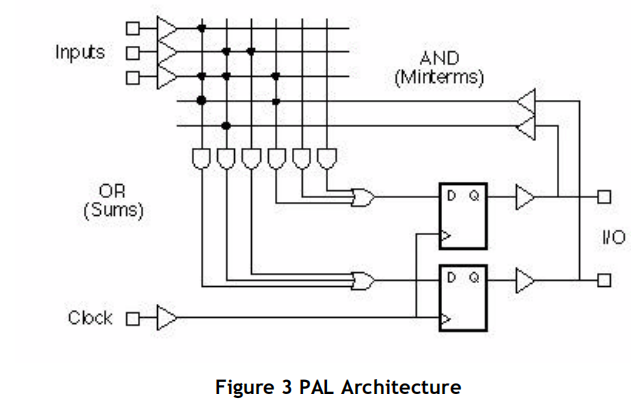 Inputs
AND
(Minterms)
OR
(Sums)
D Q
I/O
D Q
Clock
Figure 3 PAL Architecture